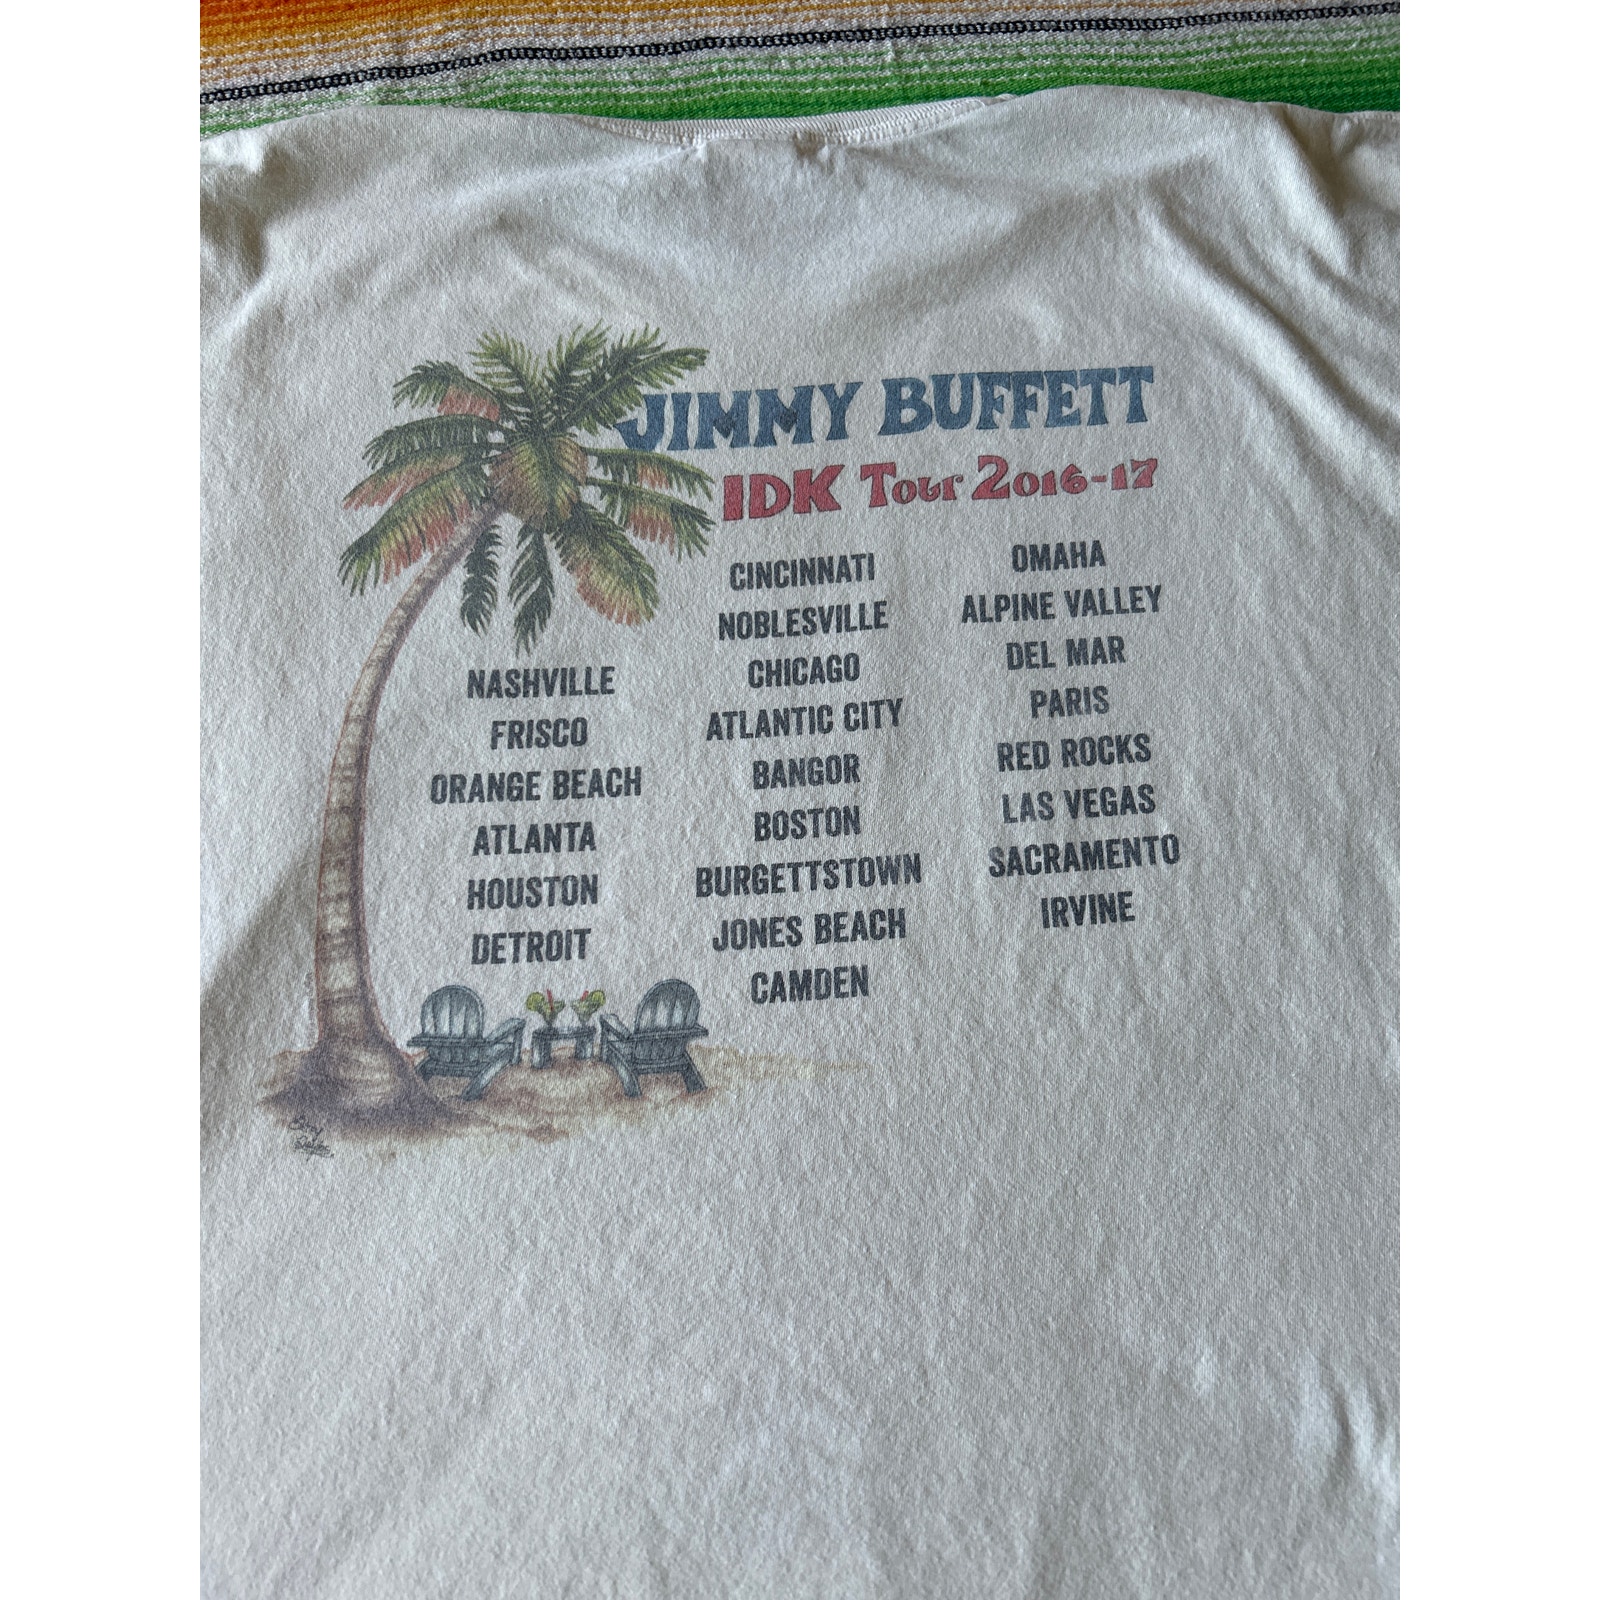 JIMMY BUFFETT
IDK Tour 2016-17
NASHVILLE
FRISCO
ORANGE BEACH
ATLANTA
HOUSTON
DETROIT
CINCINNATI
NOBLESVILLE
CHICAGO
ATLANTIC CITY
BANGOR
BOSTON
BURGETTSTOWN
JONES BEACH
CAMDEN
OMAHA
ALPINE VALLEY
DEL MAR
PARIS
RED ROCKS
LAS VEGAS
SACRAMENTO
IRVINE